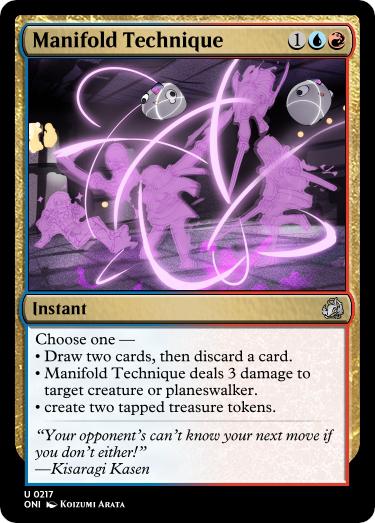 Manifold Technique 1
Instant
Choose one —
• Draw two cards, then discard a card.
• Manifold Technique deals 3 damage to
target creature or planeswalker.
• create two tapped treasure tokens.
“Your opponent’s can’t know your next move if
you don’t either!”
—Kisaragi Kasen
U 0217
ONI Koizumi Arata